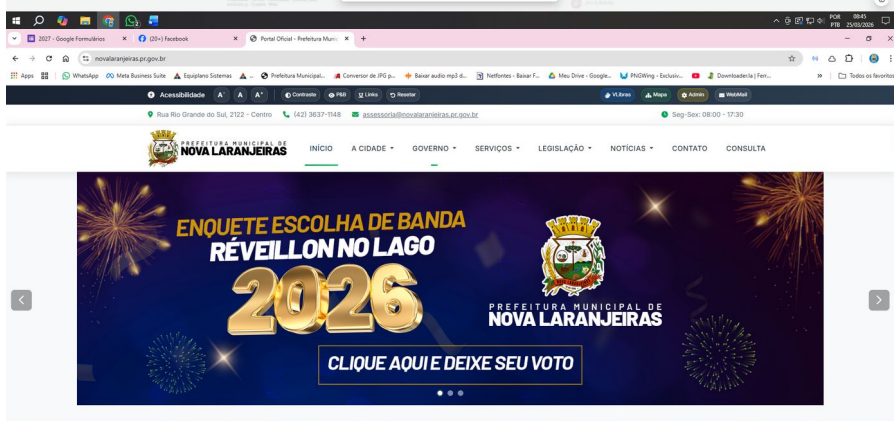 POR 08:45
PTB 25/03/2026
2027 - Google Formulários
(20+) Facebook
Portal Oficial - Prefeitura Munic
novalaranjeiras.pr.gov.br
Apps
WhatsApp
Meta Business Suite
Equiplano Sistemas
Prefeitura Municipal...
Conversor de JPG p...
Baixar audio mp3 d...
Netfontes - Baixar F...
Meu Drive - Google...
PNGWing - Exclusiv...
Downloader.la | Ferr...
Todos os favoritos
Acessibilidade A- A A+ Contraste P&B Links Resetar VLibras Mapa Admin WebMail
Rua Rio Grande do Sul, 2122 - Centro (42) 3637-1148 assessoria@novalaranjeiras.pr.gov.br Seg-Sex: 08:00 - 17:30
PREFEITURA MUNICIPAL DE
NOVA LARANJEIRAS
INÍCIO A CIDADE GOVERNO SERVIÇOS LEGISLAÇÃO NOTÍCIAS CONTATO CONSULTA
ENQUETE ESCOLHA DE BANDA
RÉVEILLON NO LAGO
2026
PREFEITURA MUNICIPAL DE
NOVA LARANJEIRAS
CLIQUE AQUI E DEIXE SEU VOTO